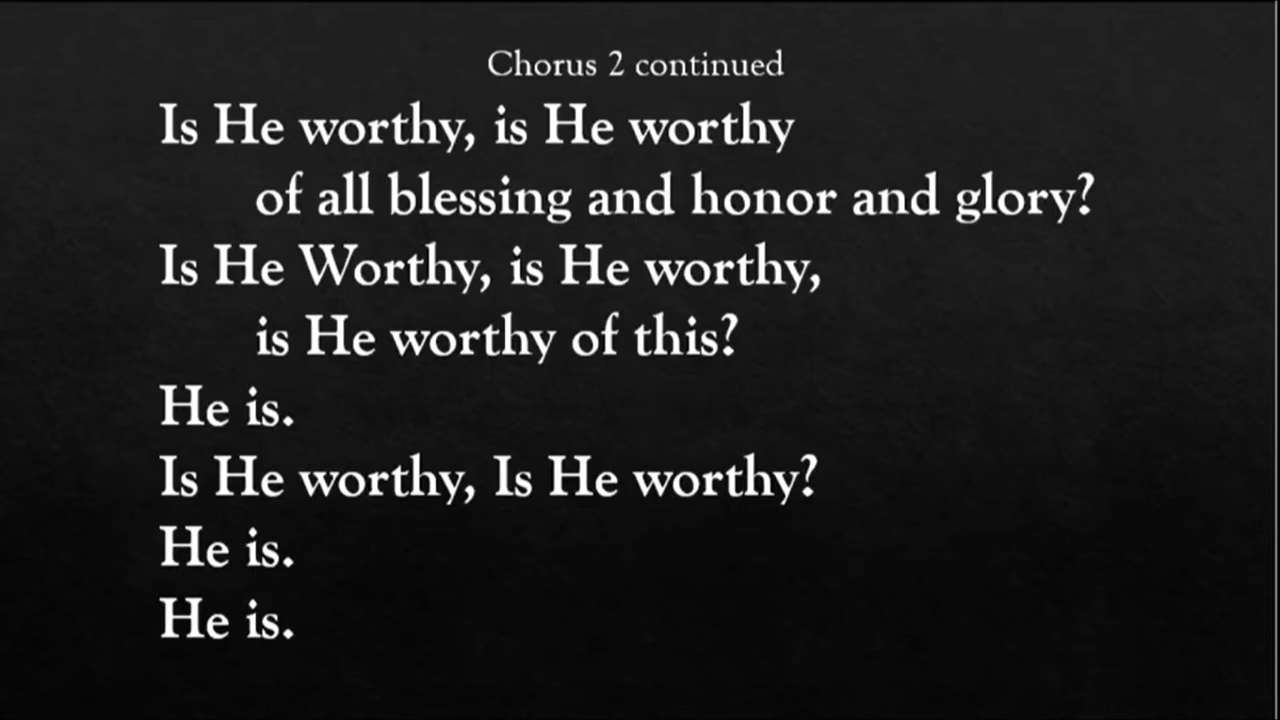 Chorus 2 continued
Is He worthy, is He worthy
of all blessing and honor and glory?
Is He Worthy, is He worthy,
is He worthy of this?
He is.
Is He worthy, Is He worthy?
He is.
He is.